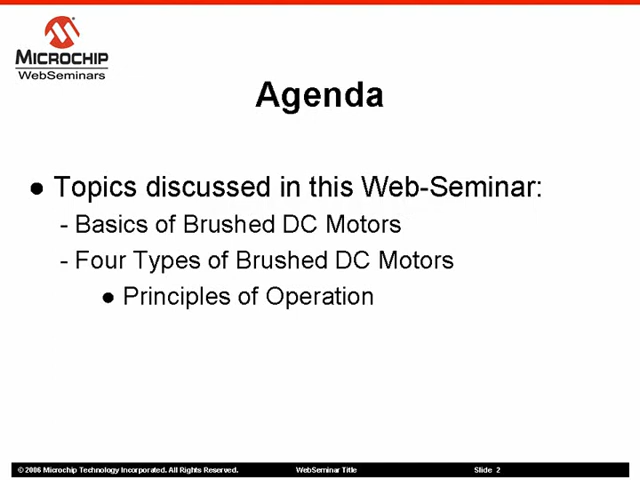 MICROCHIP
WebSeminars
Agenda
● Topics discussed in this Web-Seminar:
- Basics of Brushed DC Motors
- Four Types of Brushed DC Motors
● Principles of Operation
© 2006 Microchip Technology Incorporated. All Rights Reserved. WebSeminar Title Slide 2